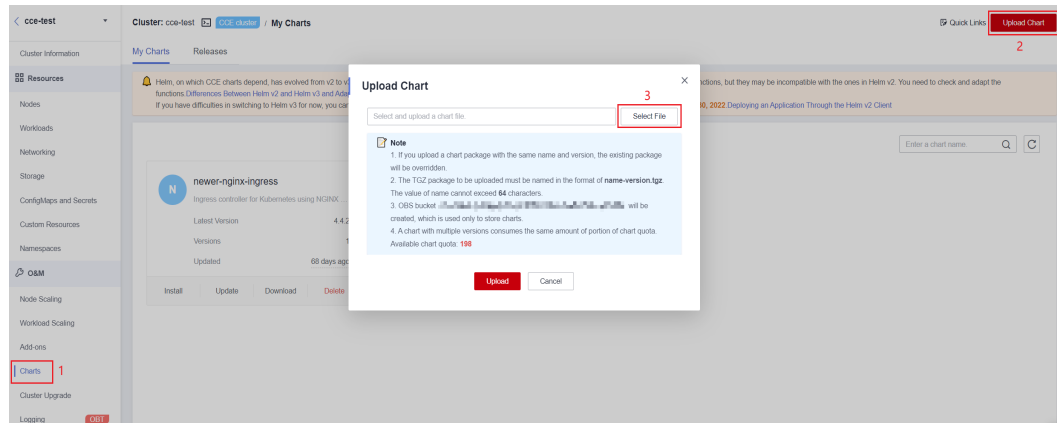 cce-test
Cluster: cce-test CCE cluster / My Charts
Quick Links
Upload Chart
2
Cluster Information
My Charts Releases
Resources
Helm, on which CCE charts depend, has evolved from v2 to v
ctions, but they may be incompatible with the ones in Helm v2. You need to check and adapt the
functions.Differences Between Helm v2 and Helm v3 and Ada
If you have difficulties in switching to Helm v3 for now, you can
30, 2022.Deploying an Application Through the Helm v2 Client
Upload Chart
3
Select and upload a chart file
Select File
Note
1. If you upload a chart package with the same name and version, the existing package
will be overridden.
2. The TGZ package to be uploaded must be named in the format of name-version.tgz.
The value of name cannot exceed 64 characters.
3. OBS bucket
will be
created, which is used only to store charts.
4. A chart with multiple versions consumes the same amount of portion of chart quota.
Available chart quota: 198
Upload Cancel
Nodes
Workloads
Networking
Storage
ConfigMaps and Secrets
Custom Resources
Namespaces
O&M
Node Scaling
Workload Scaling
Add-ons
Charts 1
Cluster Upgrade
Logging OBT
Enter a chart name.
N
newer-nginx-ingress
Ingress controller for Kubernetes using NGINX ...
Latest Version 4.4.2
Versions 1
Updated 68 days ago
Install Update Download Delete